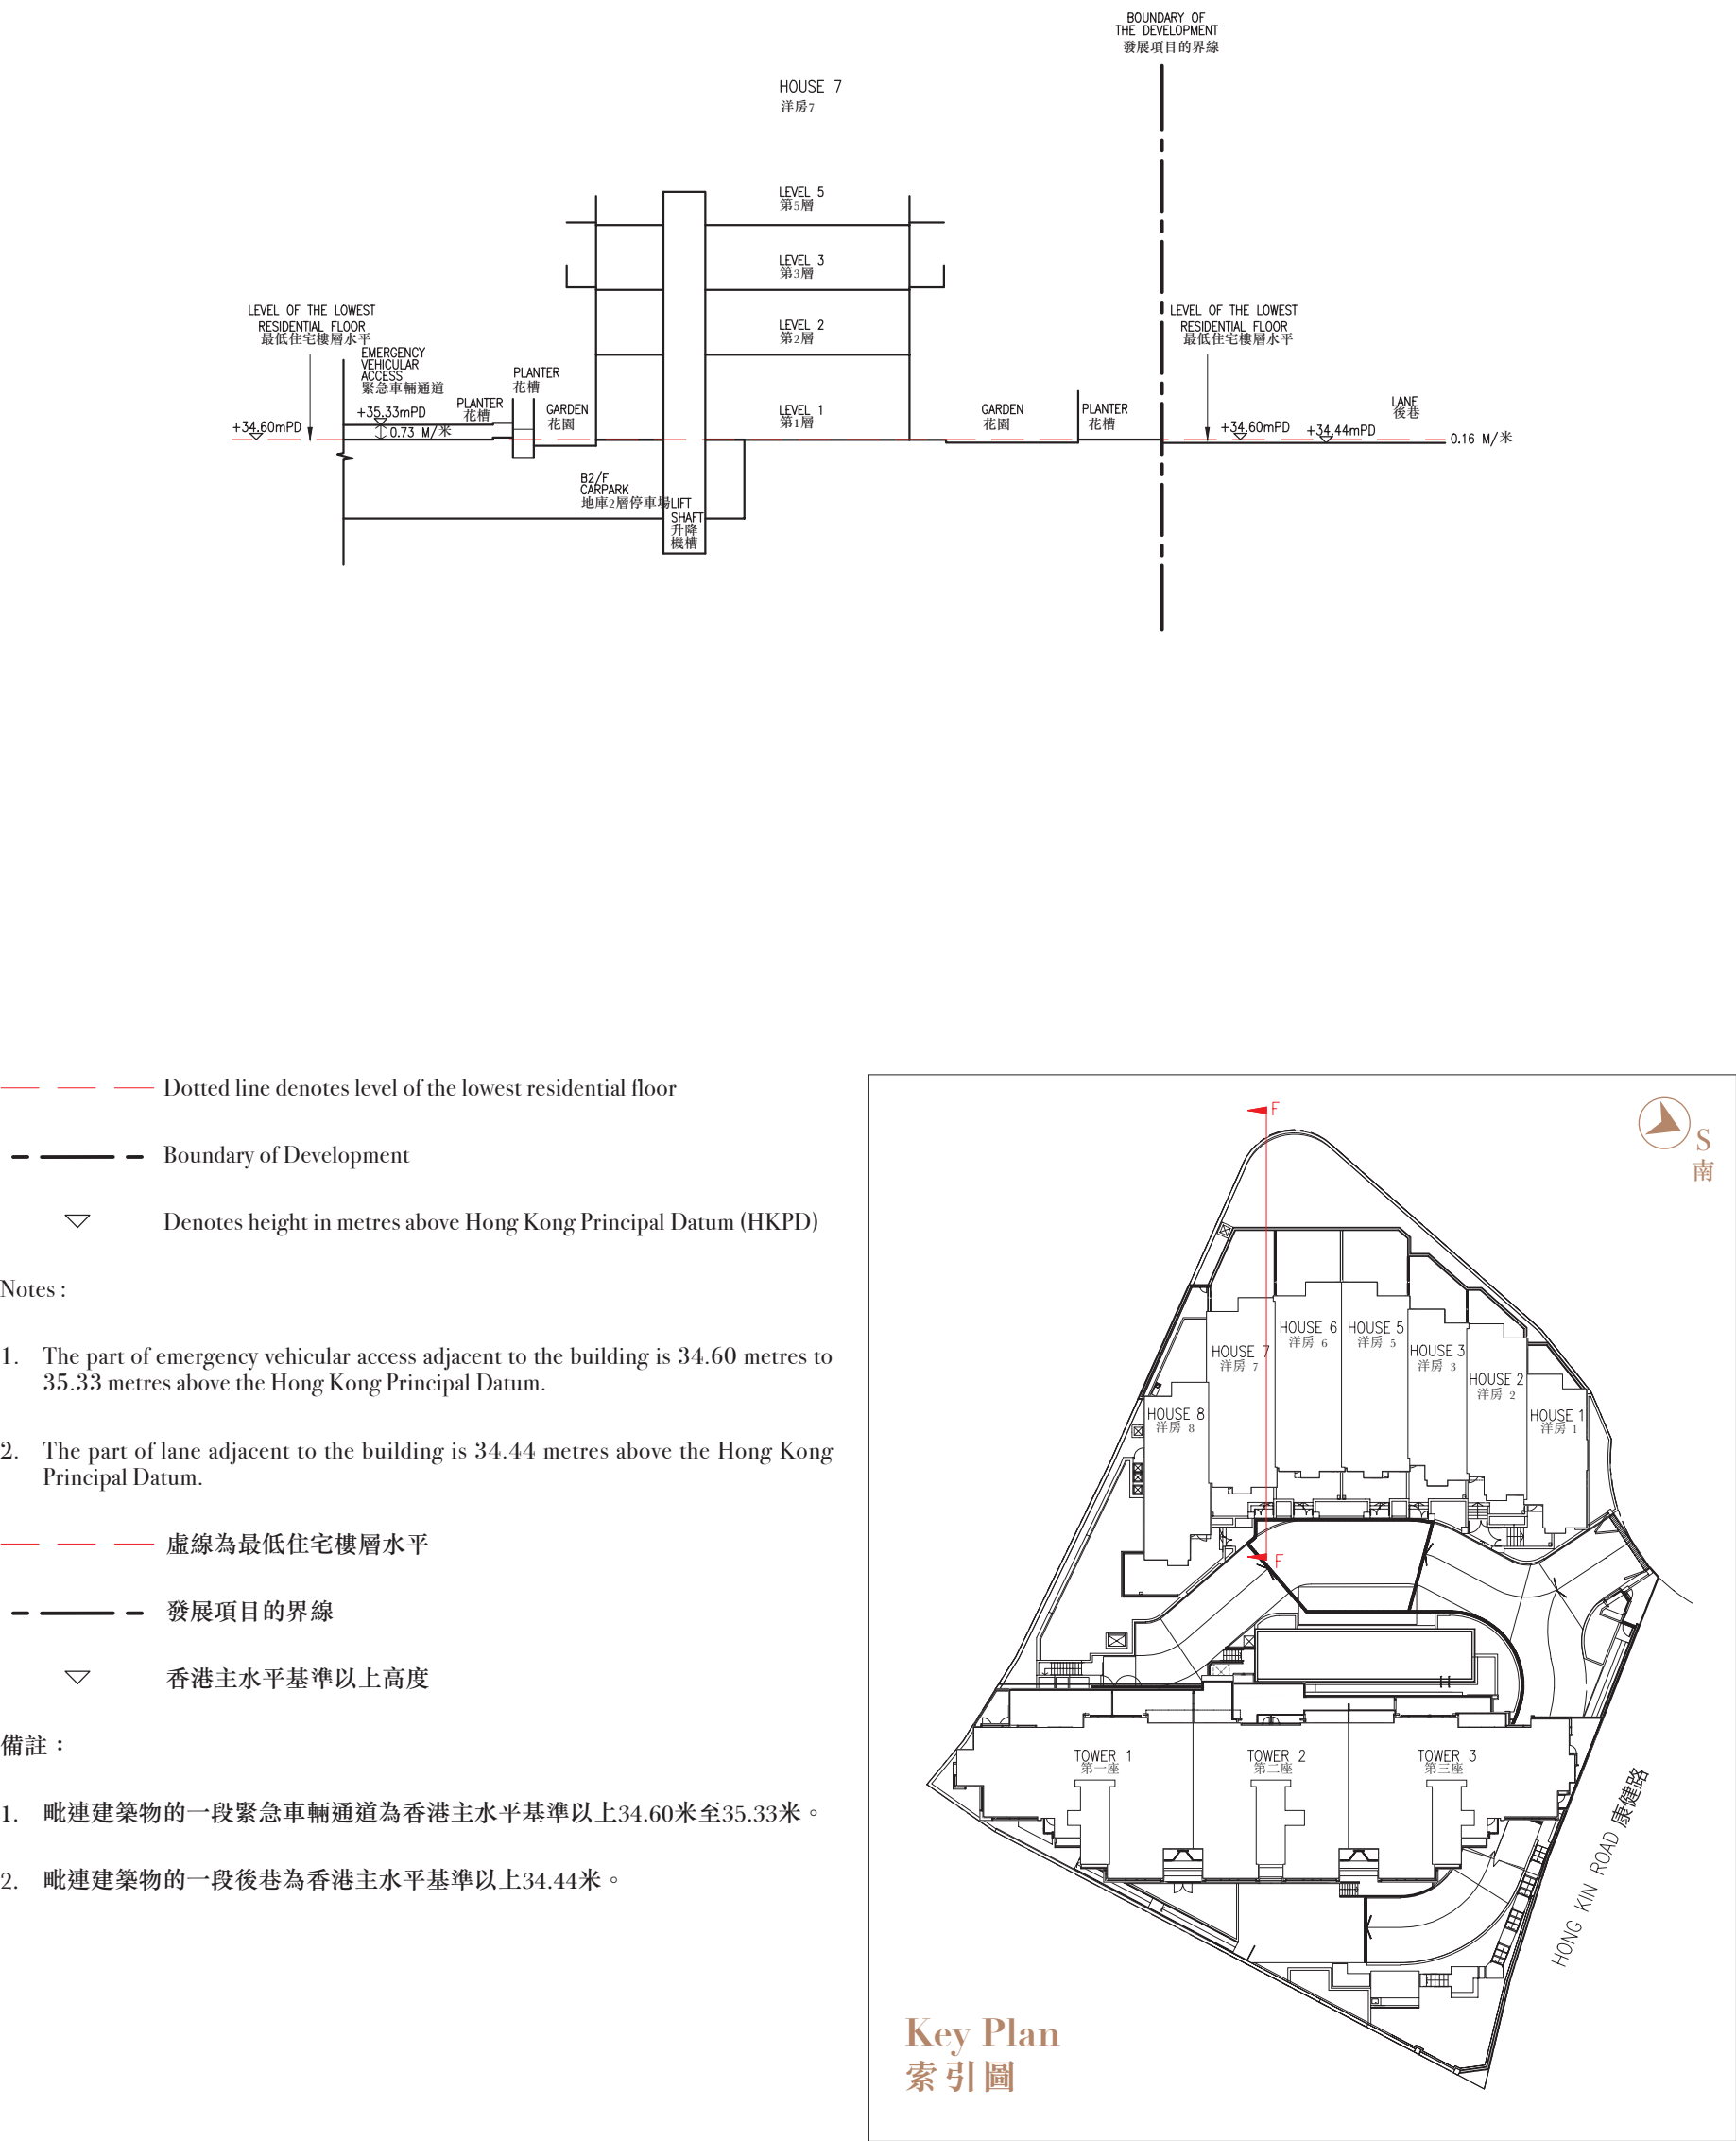 BOUNDARY OF
THE DEVELOPMENT
發展項目的界線
HOUSE 7
洋房7
LEVEL 5
第5層
LEVEL 3
第3層
LEVEL 2
第2層
LEVEL 1
第1層
LEVEL OF THE LOWEST
RESIDENTIAL FLOOR
最低住宅樓層水平
EMERGENCY
VEHICULAR
ACCESS
緊急車輛通道
+35.33mPD
+34.60mPD
0.73 M/米
PLANTER
花槽
PLANTER
花槽
GARDEN
花園
GARDEN
花園
PLANTER
花槽
LEVEL OF THE LOWEST
RESIDENTIAL FLOOR
最低住宅樓層水平
+34.60mPD
+34.44mPD
LANE
後巷
0.16 M/米
B2/F
CARPARK
地庫2層停車場
LIFT
SHAFT
升降
機槽
Dotted line denotes level of the lowest residential floor
Boundary of Development
Denotes height in metres above Hong Kong Principal Datum (HKPD)
Notes :
1. The part of emergency vehicular access adjacent to the building is 34.60 metres to
35.33 metres above the Hong Kong Principal Datum.
2. The part of lane adjacent to the building is 34.44 metres above the Hong Kong
Principal Datum.
虛線為最低住宅樓層水平
發展項目的界線
香港主水平基準以上高度
備註：
1. 毗連建築物的一段緊急車輛通道為香港主水平基準以上34.60米至35.33米。
2. 毗連建築物的一段後巷為香港主水平基準以上34.44米。
F
S
南
HOUSE 6
洋房 6
HOUSE 5
洋房 5
HOUSE 7
洋房 7
HOUSE 3
洋房 3
HOUSE 2
洋房 2
HOUSE 8
洋房 8
HOUSE 1
洋房 1
F
TOWER 1
第一座
TOWER 2
第二座
TOWER 3
第三座
HONG KIN ROAD 康健路
Key Plan
索引圖